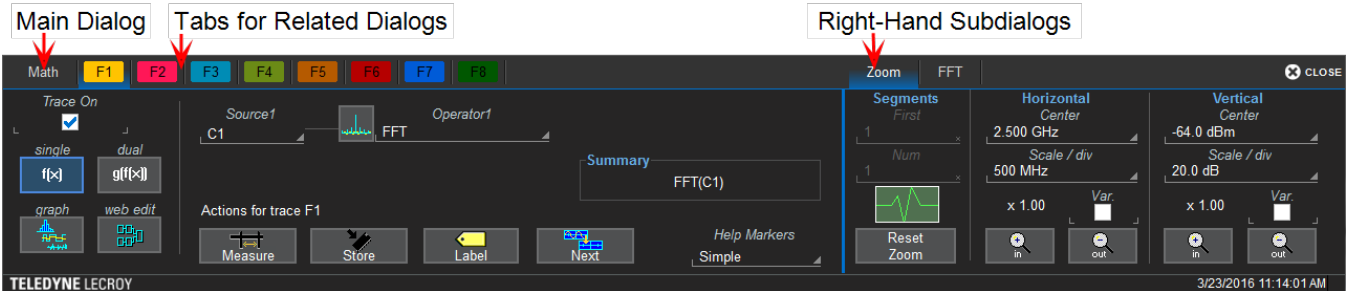 Main Dialog Tabs for Related Dialogs Right-Hand Subdialogs
Math F1 F2 F3 F4 F5 F6 F7 F8 Zoom FFT CLOSE
Trace On
single dual
f(x) g(f(x))
graph web edit
Source1 Operator1
C1 FFT
Summary
FFT(C1)
Actions for trace F1
Measure Store Label Next
Help Markers
Simple
Segments
First
1
Num
1
Reset
Zoom
Horizontal
Center
2.500 GHz
Scale / div
500 MHz
x 1.00 Var.
in out
Vertical
Center
-64.0 dBm
Scale / div
20.0 dB
x 1.00 Var.
in out
TELEDYNE LECROY 3/23/2016 11:14:01 AM